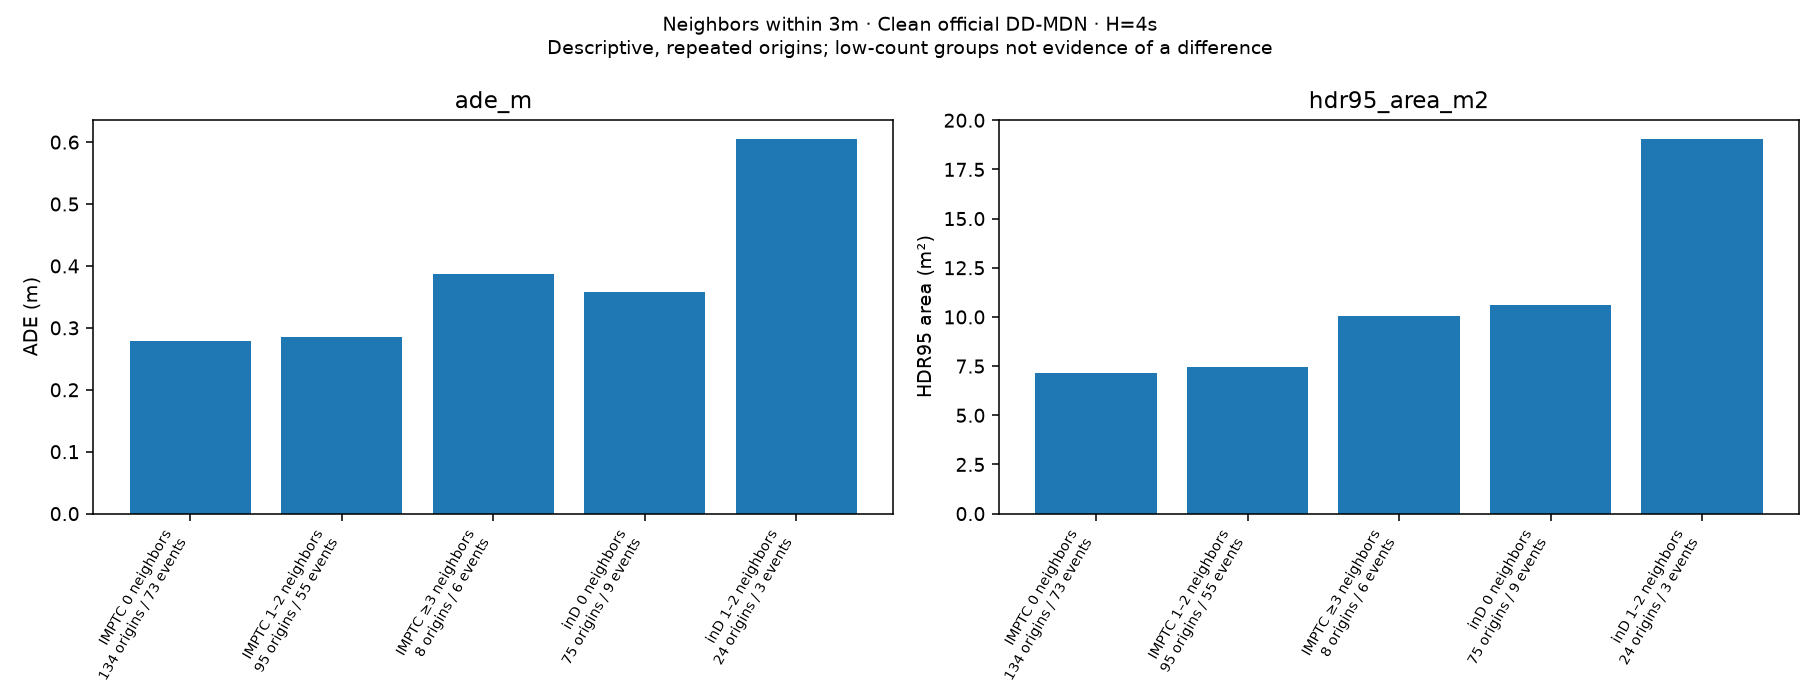 Neighbors within 3m · Clean official DD-MDN · H=4s
Descriptive, repeated origins; low-count groups not evidence of a difference
ade_m
ADE (m)
0.6
0.5
0.4
0.3
0.2
0.1
0.0
IMPTC 0 neighbors
134 origins / 73 events
IMPTC 1–2 neighbors
95 origins / 55 events
IMPTC ≥3 neighbors
8 origins / 6 events
inD 0 neighbors
75 origins / 9 events
inD 1–2 neighbors
24 origins / 3 events
hdr95_area_m2
HDR95 area (m²)
20.0
17.5
15.0
12.5
10.0
7.5
5.0
2.5
0.0
IMPTC 0 neighbors
134 origins / 73 events
IMPTC 1–2 neighbors
95 origins / 55 events
IMPTC ≥3 neighbors
8 origins / 6 events
inD 0 neighbors
75 origins / 9 events
inD 1–2 neighbors
24 origins / 3 events